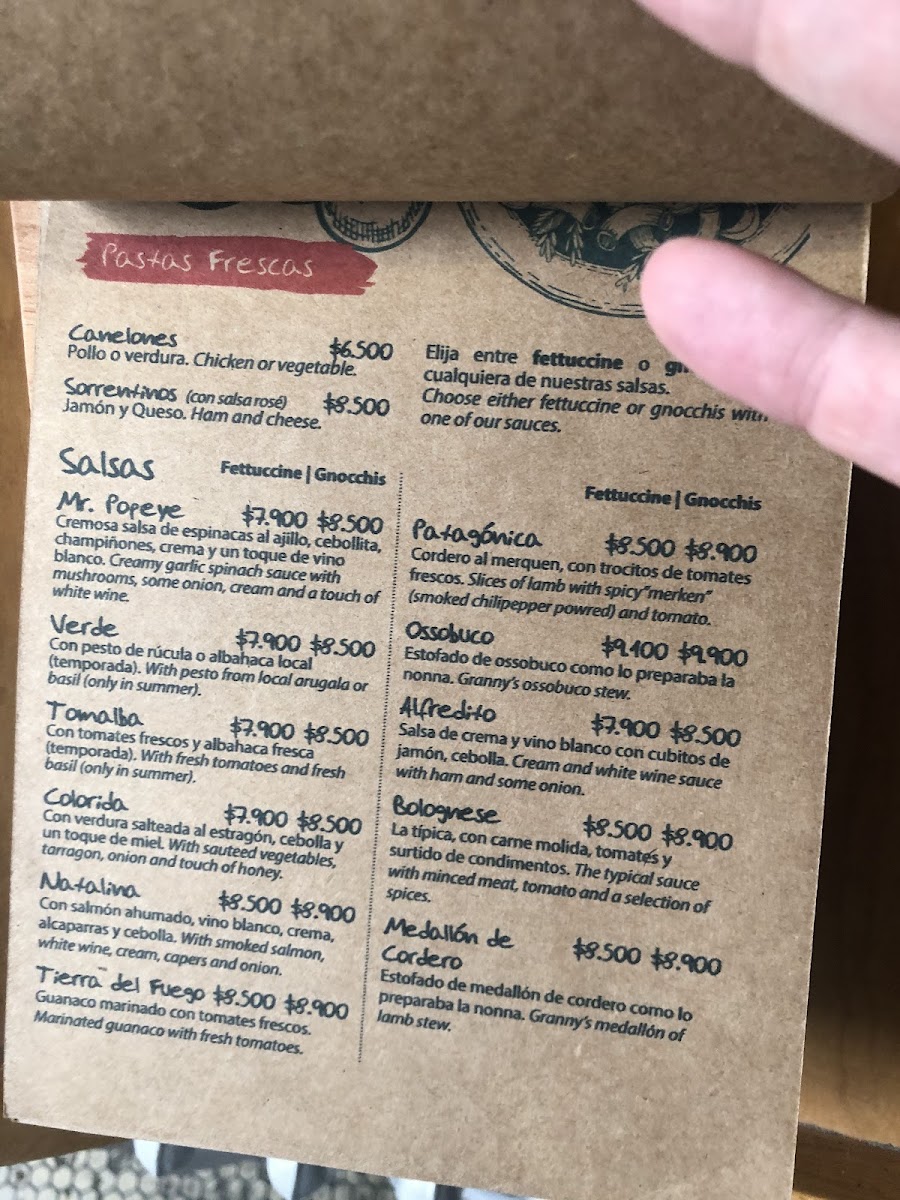 Pastas Frescas
Canelones $6.500
Pollo o verdura. Chicken or vegetable.
Sorrentinos (con salsa rosé) $8.500
Jamón y Queso. Ham and cheese.
Elija entre fettuccine o
cualquiera de nuestras salsas.
Choose either fettuccine or gnocchis with
one of our sauces.
Salsas Fettuccine | Gnocchis
Mr. Popeye $7.900 $8.500
Cremosa salsa de espinacas al ajillo, cebollita,
champiñones, crema y un toque de vino
blanco. Creamy garlic spinach sauce with
mushrooms, some onion, cream and a touch of
white wine.
Verde $7.900 $8.500
Con pesto de rúcula o albahaca local
(temporada). With pesto from local arugala or
basil (only in summer).
Tomalba $7.900 $8.500
Con tomates frescos y albahaca fresca
(temporada). With fresh tomatoes and fresh
basil (only in summer).
Colorida $7.900 $8.500
Con verdura salteada al estragón, cebolla y
un toque de miel. With sauteed vegetables,
tarragon, onion and touch of honey.
Natalina $8.500 $8.900
Con salmón ahumado, vino blanco, crema,
alcaparras y cebolla. With smoked salmon,
white wine, cream, capers and onion.
Tierra del Fuego $8.500 $8.900
Guanaco marinado con tomates frescos.
Marinated guanaco with fresh tomatoes.
Fettuccine | Gnocchis
Patagónica $8.500 $8.900
Cordero al merquen, con trocitos de tomates
frescos. Slices of lamb with spicy"merken"
(smoked chilipepper powred) and tomato.
Ossobuco $9.100 $9.900
Estofado de ossobuco como lo preparaba la
nonna. Granny's ossobuco stew.
Alfredito $7.900 $8.500
Salsa de crema y vino blanco con cubitos de
jamón, cebolla. Cream and white wine sauce
with ham and some onion.
Bolognese $8.500 $8.900
La típica, con carne molida, tomates y
surtido de condimentos. The typical sauce
with minced meat, tomato and a selection of
spices.
Medallón de
Cordero $8.500 $8.900
Estofado de medallón de cordero como lo
preparaba la nonna. Granny's medallón of
lamb stew.